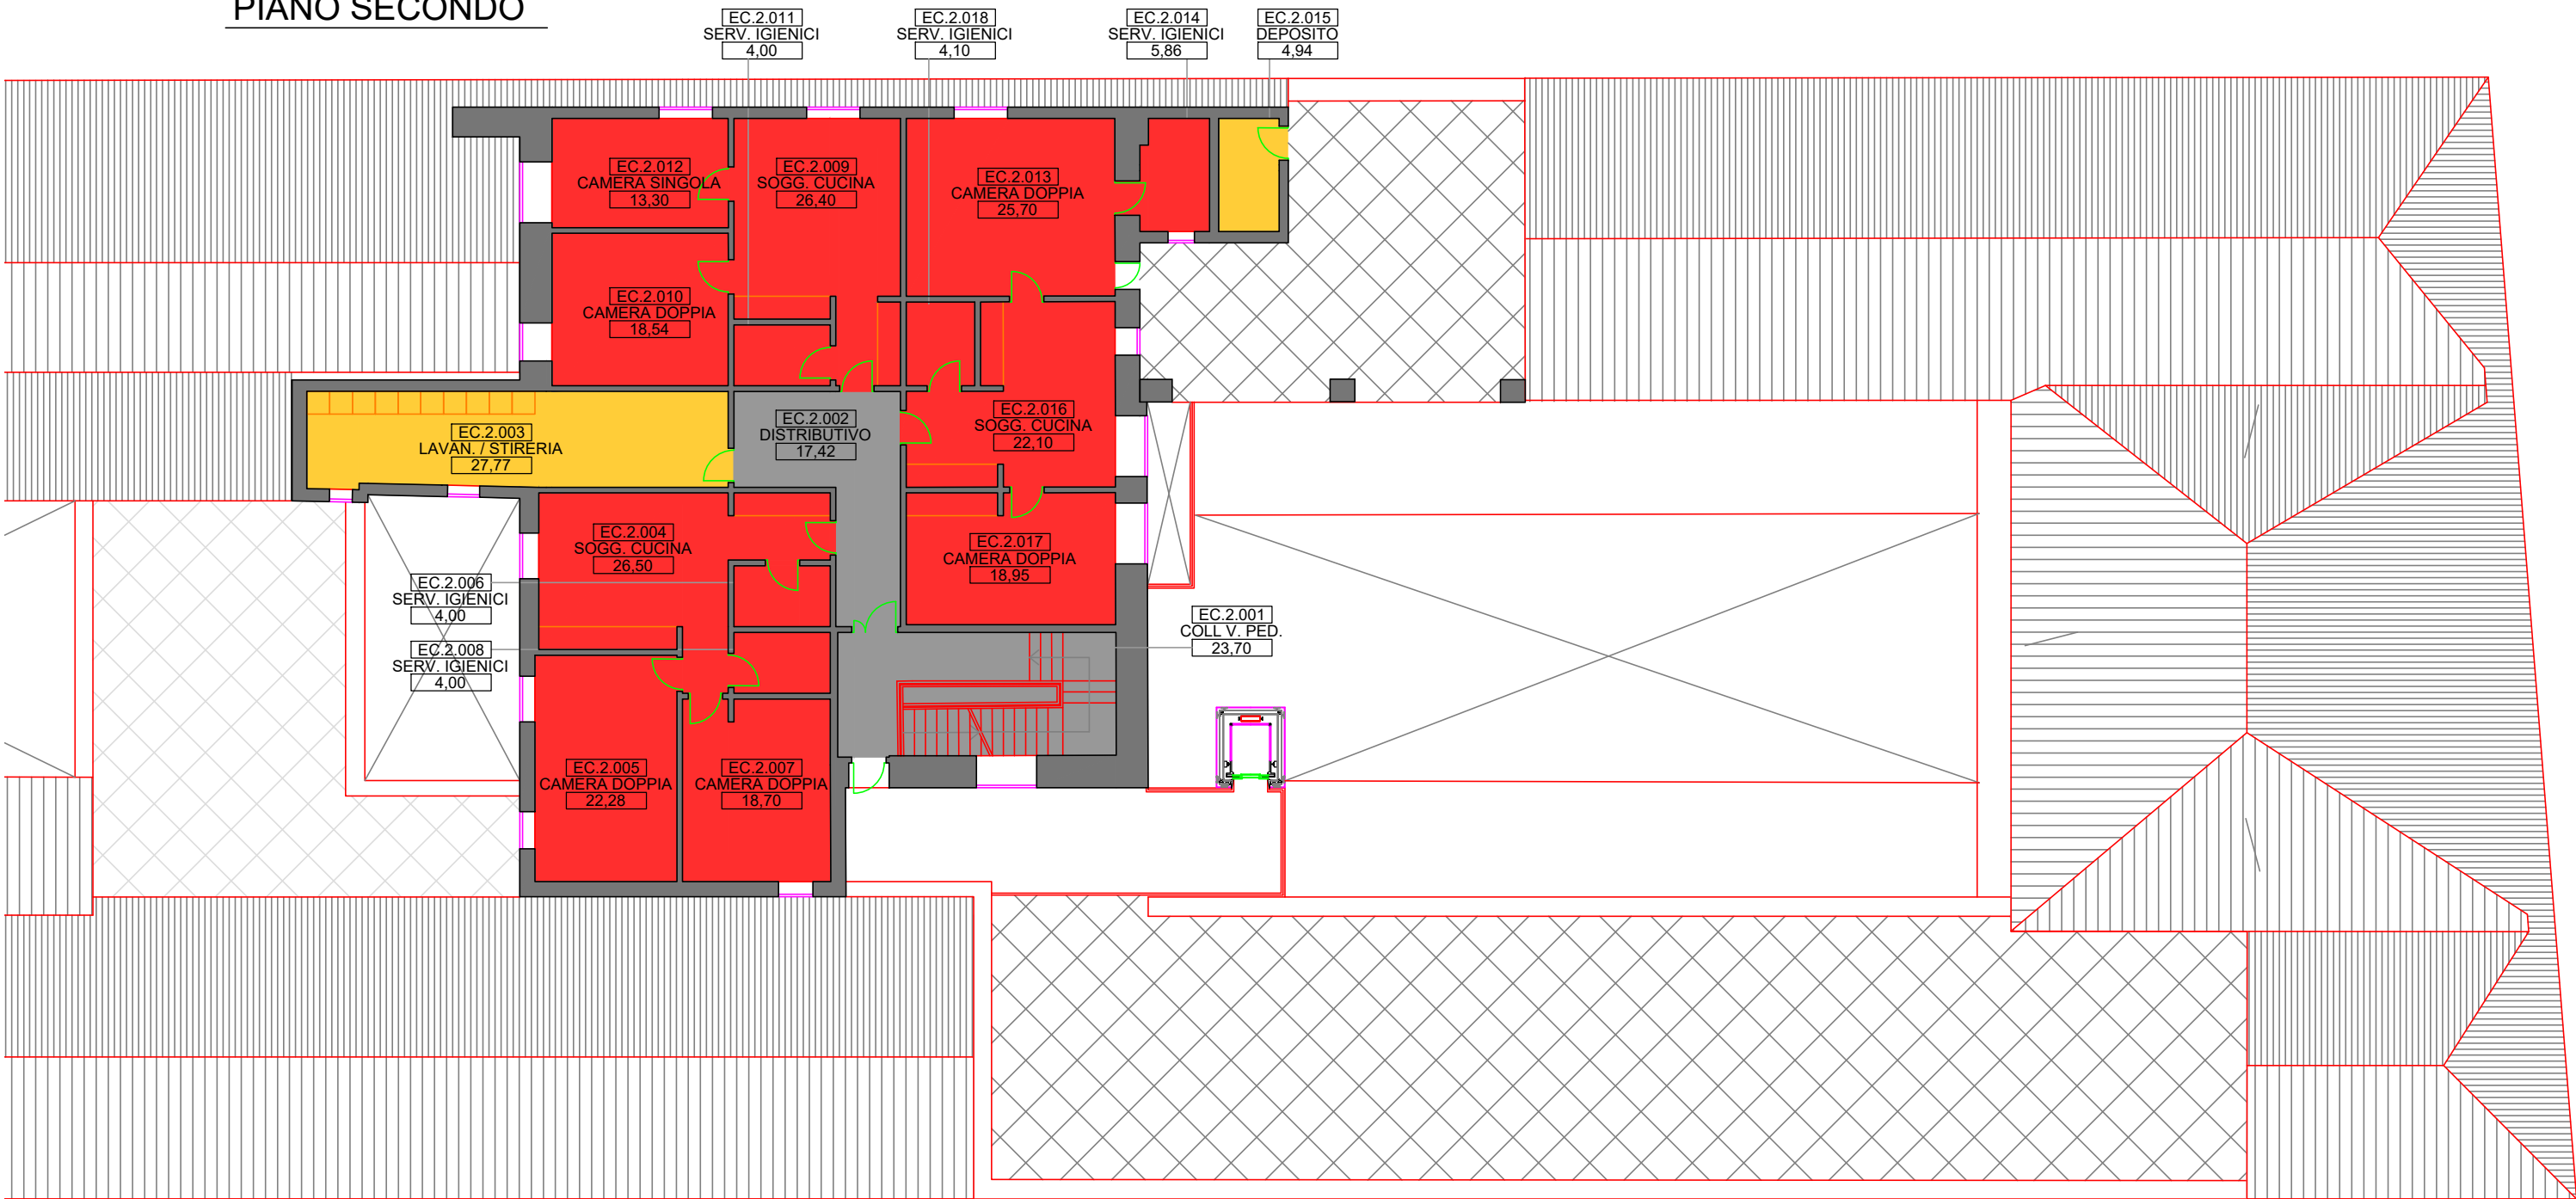 PIANO SECONDO
EC.2.011
SERV. IGIENICI
4,00
EC.2.018
SERV. IGIENICI
4,10
EC.2.014
SERV. IGIENICI
5,86
EC.2.015
DEPOSITO
4,94
EC.2.012
CAMERA SINGOLA
13,30
EC.2.009
SOGG. CUCINA
26,40
EC.2.013
CAMERA DOPPIA
25,70
EC.2.010
CAMERA DOPPIA
18,54
EC.2.003
LAVAN. / STIRERIA
27,77
EC.2.002
DISTRIBUTIVO
17,42
EC.2.016
SOGG. CUCINA
22,10
EC.2.004
SOGG. CUCINA
26,50
EC.2.017
CAMERA DOPPIA
18,95
EC.2.006
SERV. IGIENICI
4,00
EC.2.001
COLL V. PED.
23,70
EC.2.008
SERV. IGIENICI
4,00
EC.2.005
CAMERA DOPPIA
22,28
EC.2.007
CAMERA DOPPIA
18,70